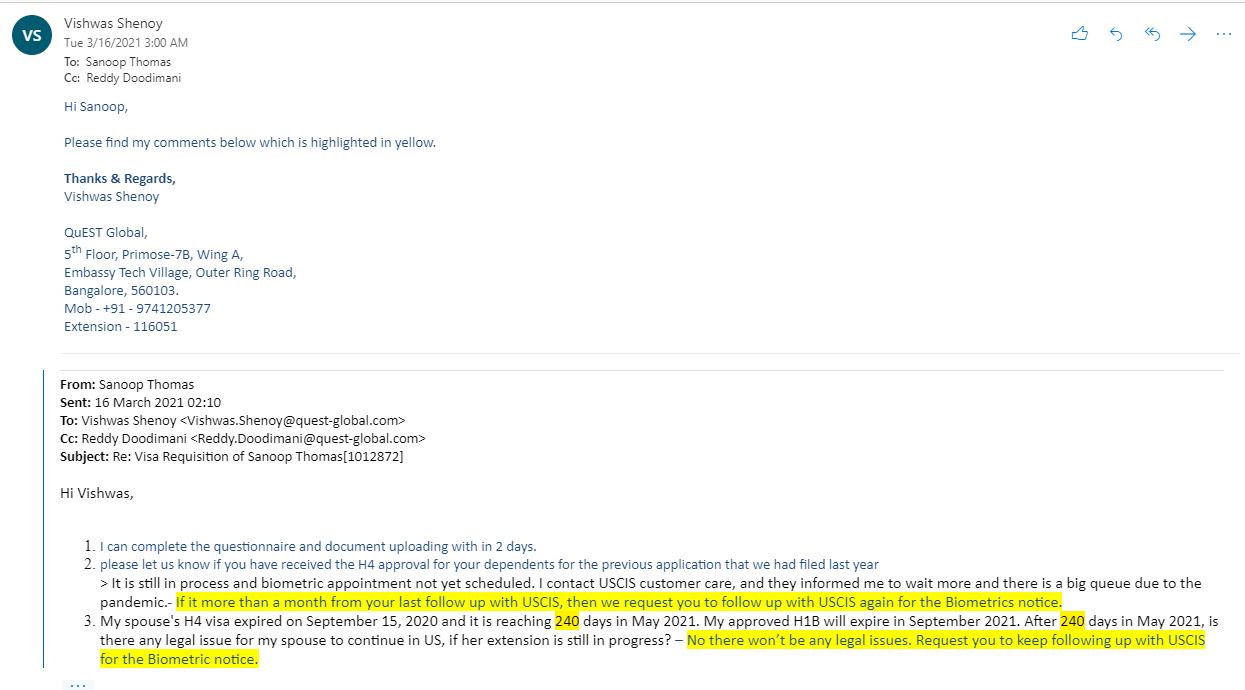 VS
Vishwas Shenoy
Tue 3/16/2021 3:00 AM
To: Sanoop Thomas
Cc: Reddy Doodimani
Hi Sanoop,
Please find my comments below which is highlighted in yellow.
Thanks & Regards,
Vishwas Shenoy
QuEST Global,
5th Floor, Primose-7B, Wing A,
Embassy Tech Village, Outer Ring Road,
Bangalore, 560103.
Mob - +91 - 9741205377
Extension - 116051
From: Sanoop Thomas
Sent: 16 March 2021 02:10
To: Vishwas Shenoy <Vishwas.Shenoy@quest-global.com>
Cc: Reddy Doodimani <Reddy.Doodimani@quest-global.com>
Subject: Re: Visa Requisition of Sanoop Thomas[1012872]
Hi Vishwas,
1. I can complete the questionnaire and document uploading with in 2 days.
2. please let us know if you have received the H4 approval for your dependents for the previous application that we had filed last year
> It is still in process and biometric appointment not yet scheduled. I contact USCIS customer care, and they informed me to wait more and there is a big queue due to the
pandemic.- If it more than a month from your last follow up with USCIS, then we request you to follow up with USCIS again for the Biometrics notice.
3. My spouse's H4 visa expired on September 15, 2020 and it is reaching 240 days in May 2021. My approved H1B will expire in September 2021. After 240 days in May 2021, is
there any legal issue for my spouse to continue in US, if her extension is still in progress? – No there won't be any legal issues. Request you to keep following up with USCIS
for the Biometric notice.